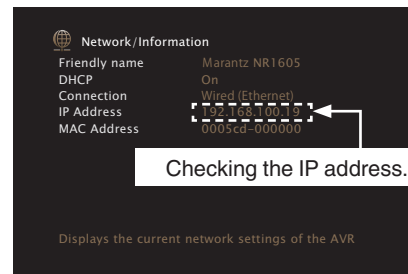 Network/Information
Friendly name Marantz NR1605
DHCP On
Connection Wired (Ethernet)
IP Address 192.168.100.19
MAC Address 0005cd-000000
Checking the IP address.
Displays the current network settings of the AVR